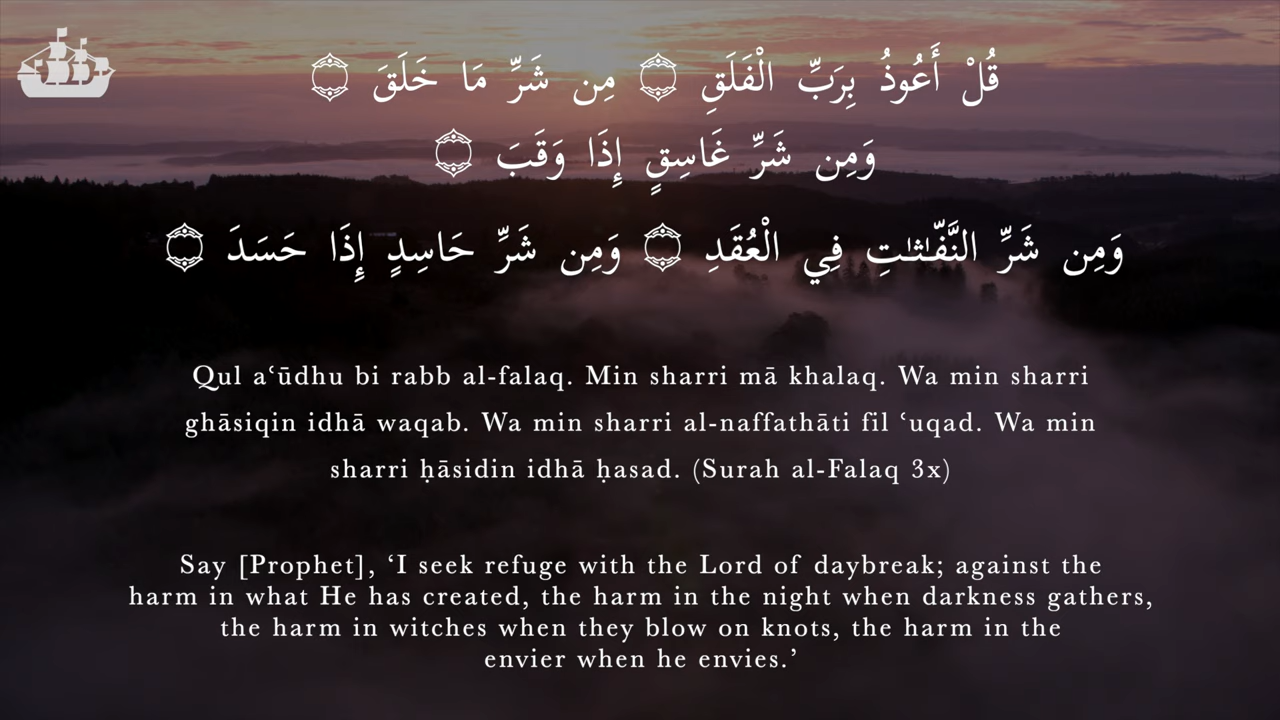 قُلْ أَعُوذُ بِرَبِّ الْفَلَقِ ۝ مِن شَرِّ مَا خَلَقَ ۝
وَمِن شَرِّ غَاسِقٍ إِذَا وَقَبَ ۝
وَمِن شَرِّ النَّفَّـٰثَـٰتِ فِي الْعُقَدِ ۝ وَمِن شَرِّ حَاسِدٍ إِذَا حَسَدَ ۝
Qul aʿūdhu bi rabb al-falaq. Min sharri mā khalaq. Wa min sharri
ghāsiqin idhā waqab. Wa min sharri al-naffathāti fil ʿuqad. Wa min
sharri ḥāsidin idhā ḥasad. (Surah al-Falaq 3x)
Say [Prophet], ‘I seek refuge with the Lord of daybreak; against the
harm in what He has created, the harm in the night when darkness gathers,
the harm in witches when they blow on knots, the harm in the
envier when he envies.’